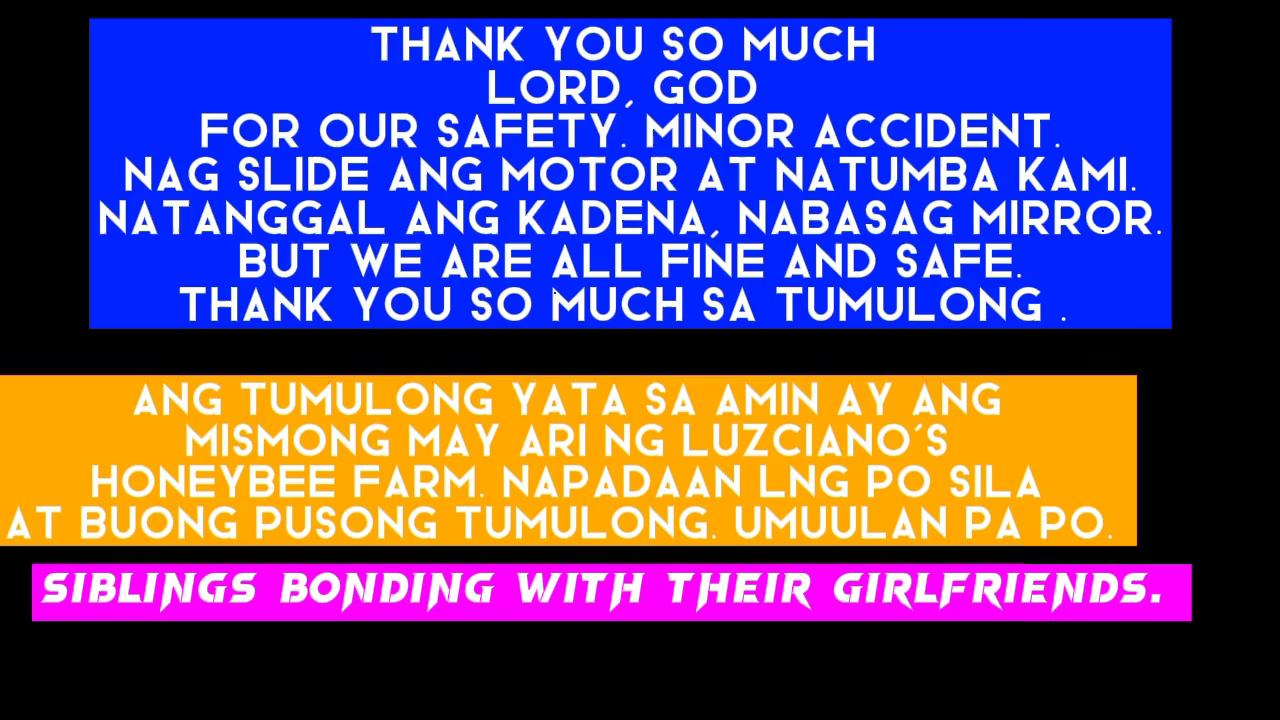 THANK YOU SO MUCH
LORD, GOD
FOR OUR SAFETY. MINOR ACCIDENT.
NAG SLIDE ANG MOTOR AT NATUMBA KAMI.
NATANGGAL ANG KADENA, NABASAG MIRROR.
BUT WE ARE ALL FINE AND SAFE.
THANK YOU SO MUCH SA TUMULONG .
ANG TUMULONG YATA SA AMIN AY ANG
MISMONG MAY ARI NG LUZCIANO'S
HONEYBEE FARM. NAPADAAN LNG PO SILA
AT BUONG PUSONG TUMULONG. UMUULAN PA PO.
SIBLINGS BONDING WITH THEIR GIRLFRIENDS.